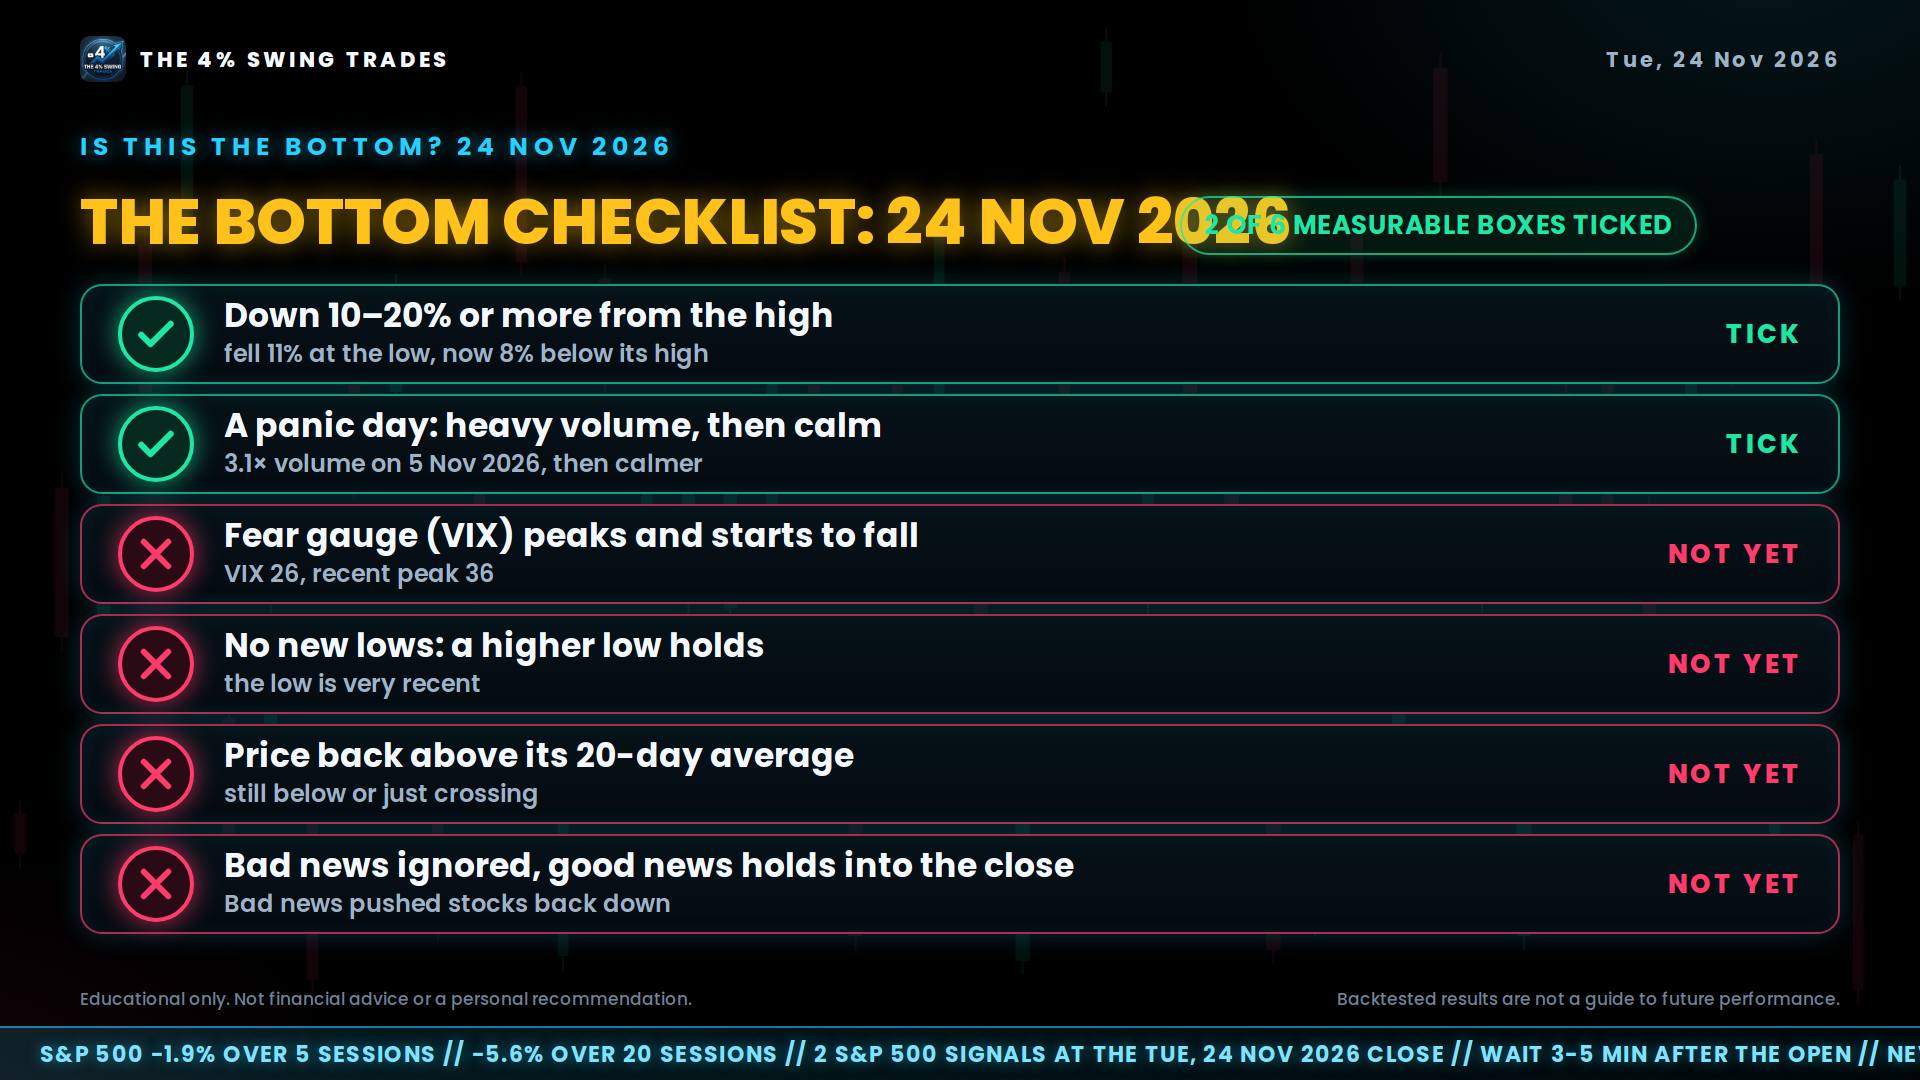 THE 4% SWING TRADES
Tue, 24 Nov 2026
IS THIS THE BOTTOM? 24 NOV 2026
THE BOTTOM CHECKLIST: 24 NOV 2026
2 OF 6 MEASURABLE BOXES TICKED
Down 10–20% or more from the high
fell 11% at the low, now 8% below its high
TICK
A panic day: heavy volume, then calm
3.1× volume on 5 Nov 2026, then calmer
TICK
Fear gauge (VIX) peaks and starts to fall
VIX 26, recent peak 36
NOT YET
No new lows: a higher low holds
the low is very recent
NOT YET
Price back above its 20-day average
still below or just crossing
NOT YET
Bad news ignored, good news holds into the close
Bad news pushed stocks back down
NOT YET
Educational only. Not financial advice or a personal recommendation.
Backtested results are not a guide to future performance.
S&P 500 -1.9% OVER 5 SESSIONS // -5.6% OVER 20 SESSIONS // 2 S&P 500 SIGNALS AT THE TUE, 24 NOV 2026 CLOSE // WAIT 3-5 MIN AFTER THE OPEN //